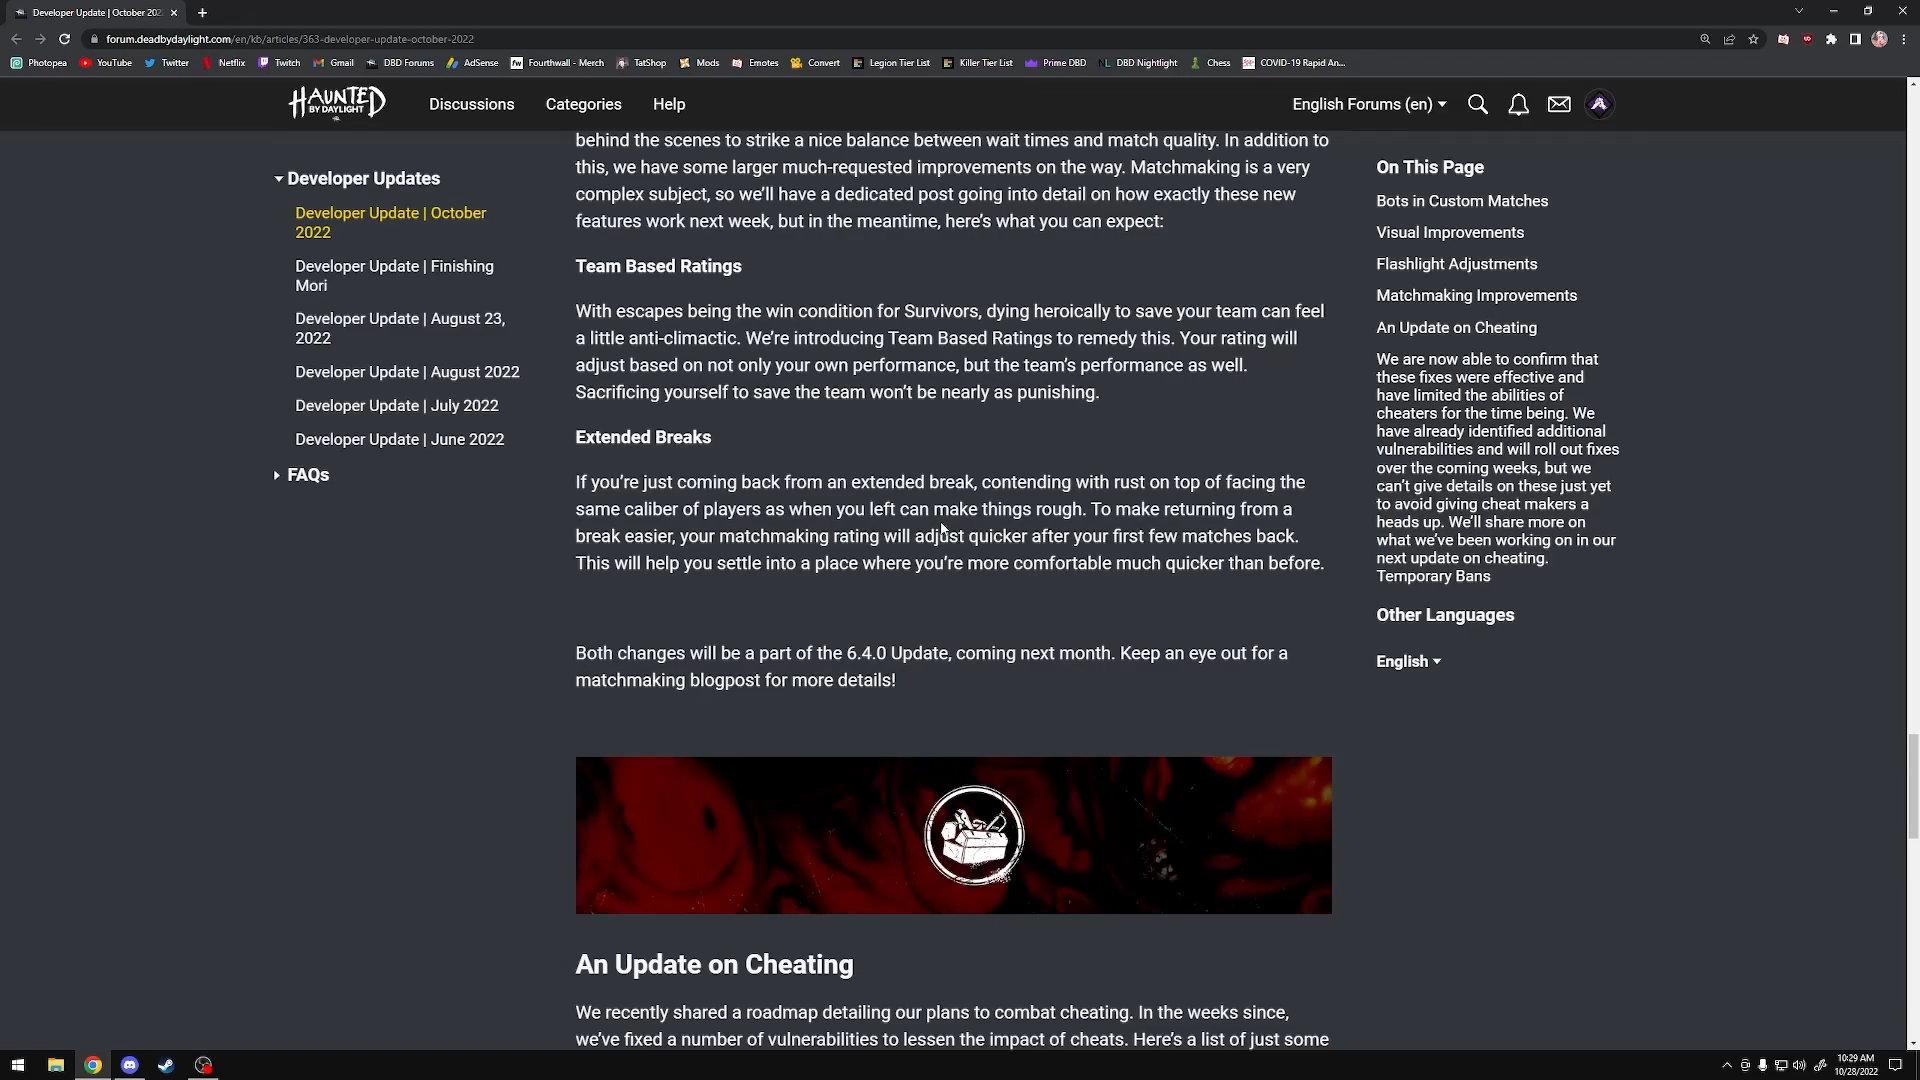 Developer Update | October 202
forum.deadbydaylight.com/en/kb/articles/363-developer-update-october-2022
Photopea
YouTube
Twitter
Netflix
Twitch
Gmail
DBD Forums
AdSense
Fourthwall - Merch
TatShop
Mods
Emotes
Convert
Legion Tier List
Killer Tier List
Prime DBD
DBD Nightlight
Chess
COVID-19 Rapid An...
HAUNTED
BY DAYLIGHT
Discussions
Categories
Help
English Forums (en)
Developer Updates
Developer Update | October
2022
Developer Update | Finishing
Mori
Developer Update | August 23,
2022
Developer Update | August 2022
Developer Update | July 2022
Developer Update | June 2022
FAQs
behind the scenes to strike a nice balance between wait times and match quality. In addition to
this, we have some larger much-requested improvements on the way. Matchmaking is a very
complex subject, so we'll have a dedicated post going into detail on how exactly these new
features work next week, but in the meantime, here's what you can expect:
Team Based Ratings
With escapes being the win condition for Survivors, dying heroically to save your team can feel
a little anti-climactic. We're introducing Team Based Ratings to remedy this. Your rating will
adjust based on not only your own performance, but the team's performance as well.
Sacrificing yourself to save the team won't be nearly as punishing.
Extended Breaks
If you're just coming back from an extended break, contending with rust on top of facing the
same caliber of players as when you left can make things rough. To make returning from a
break easier, your matchmaking rating will adjust quicker after your first few matches back.
This will help you settle into a place where you're more comfortable much quicker than before.
Both changes will be a part of the 6.4.0 Update, coming next month. Keep an eye out for a
matchmaking blogpost for more details!
An Update on Cheating
We recently shared a roadmap detailing our plans to combat cheating. In the weeks since,
we've fixed a number of vulnerabilities to lessen the impact of cheats. Here's a list of just some
On This Page
Bots in Custom Matches
Visual Improvements
Flashlight Adjustments
Matchmaking Improvements
An Update on Cheating
We are now able to confirm that
these fixes were effective and
have limited the abilities of
cheaters for the time being. We
have already identified additional
vulnerabilities and will roll out fixes
over the coming weeks, but we
can't give details on these just yet
to avoid giving cheat makers a
heads up. We'll share more on
what we've been working on in our
next update on cheating.
Temporary Bans
Other Languages
English
10:29 AM
10/28/2022